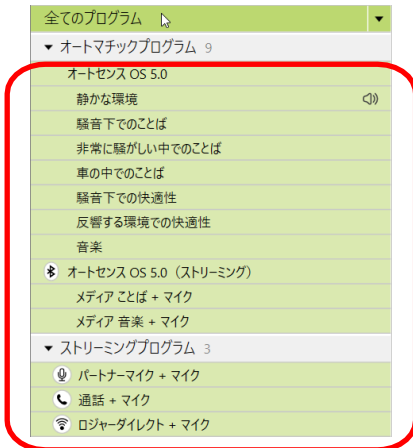 全てのプログラム
オートマチックプログラム 9
オートセンス OS 5.0
静かな環境
騒音下でのことば
非常に騒がしい中でのことば
車の中でのことば
騒音下での快適性
反響する環境での快適性
音楽
オートセンス OS 5.0（ストリーミング）
メディア ことば + マイク
メディア 音楽 + マイク
ストリーミングプログラム 3
パートナーマイク + マイク
通話 + マイク
ロジャーダイレクト + マイク